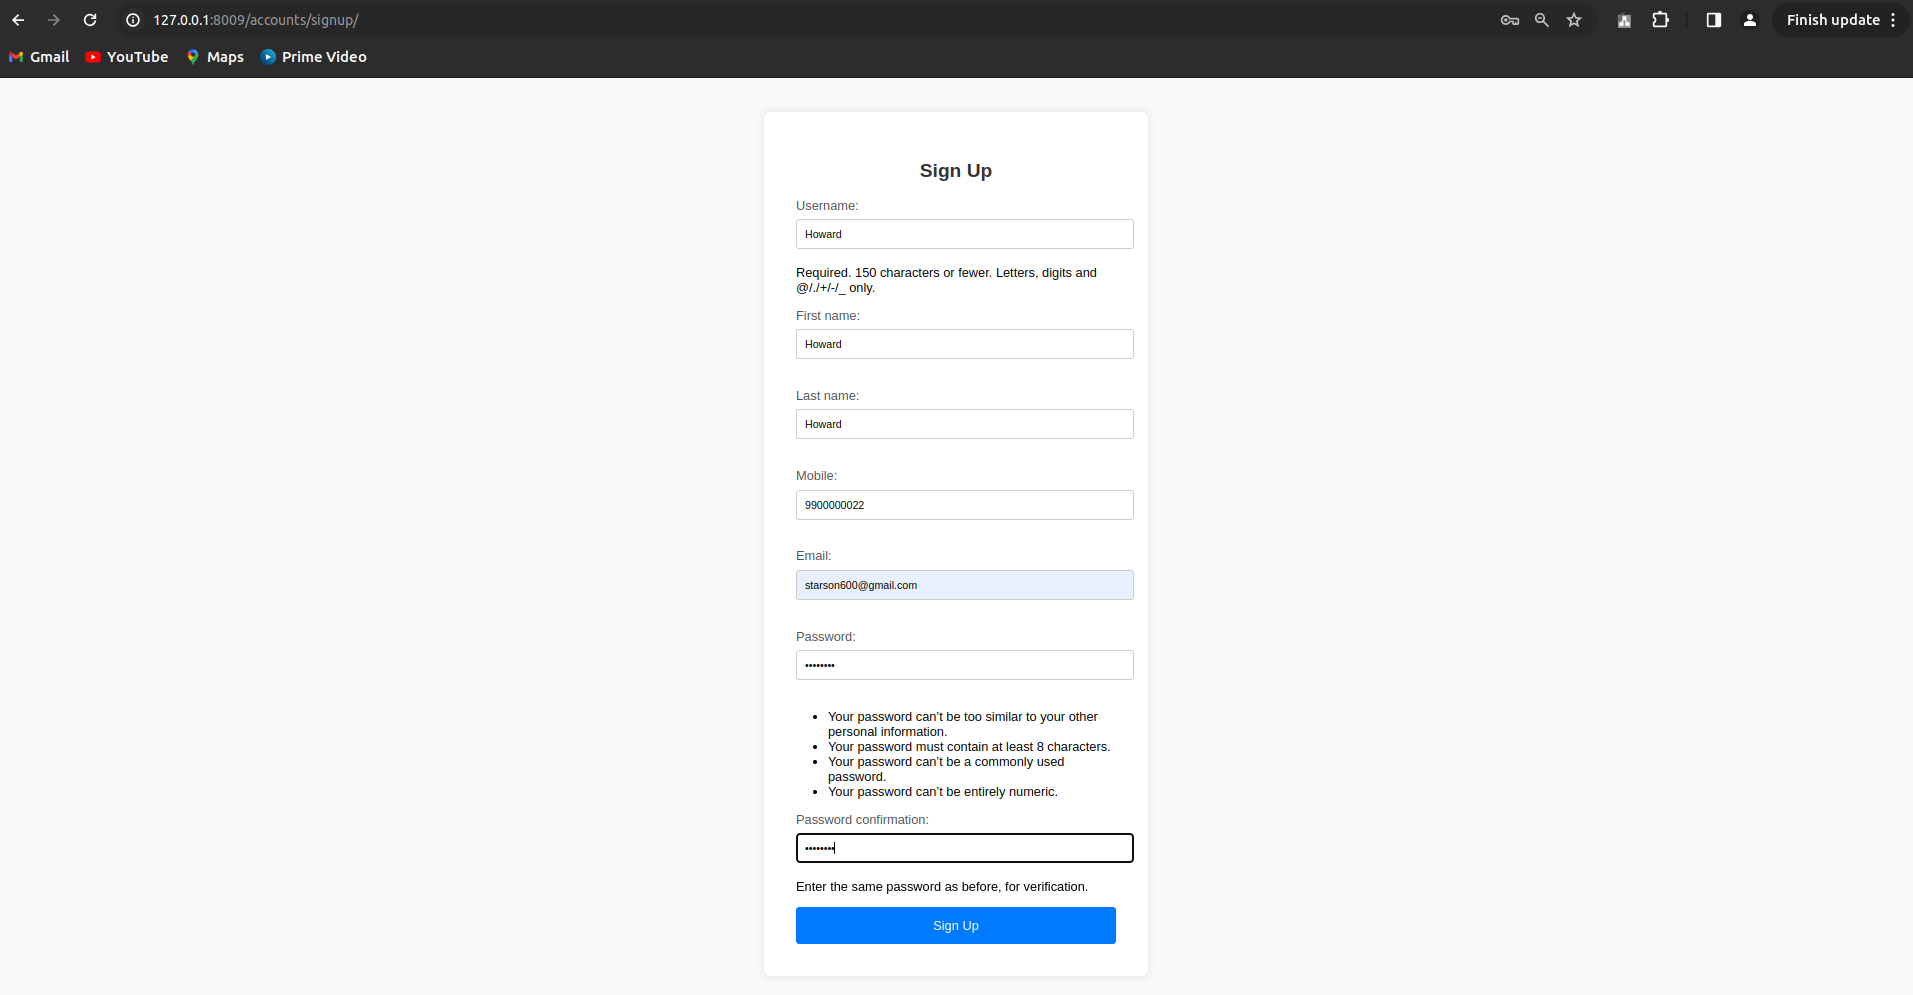 127.0.0.1:8009/accounts/signup/
Finish update
Gmail YouTube Maps Prime Video
Sign Up
Username:
Howard
Required. 150 characters or fewer. Letters, digits and
@/./+/-/_ only.
First name:
Howard
Last name:
Howard
Mobile:
9900000022
Email:
starson600@gmail.com
Password:
••••••••
Your password can’t be too similar to your other
personal information.
Your password must contain at least 8 characters.
Your password can’t be a commonly used
password.
Your password can’t be entirely numeric.
Password confirmation:
••••••••
Enter the same password as before, for verification.
Sign Up